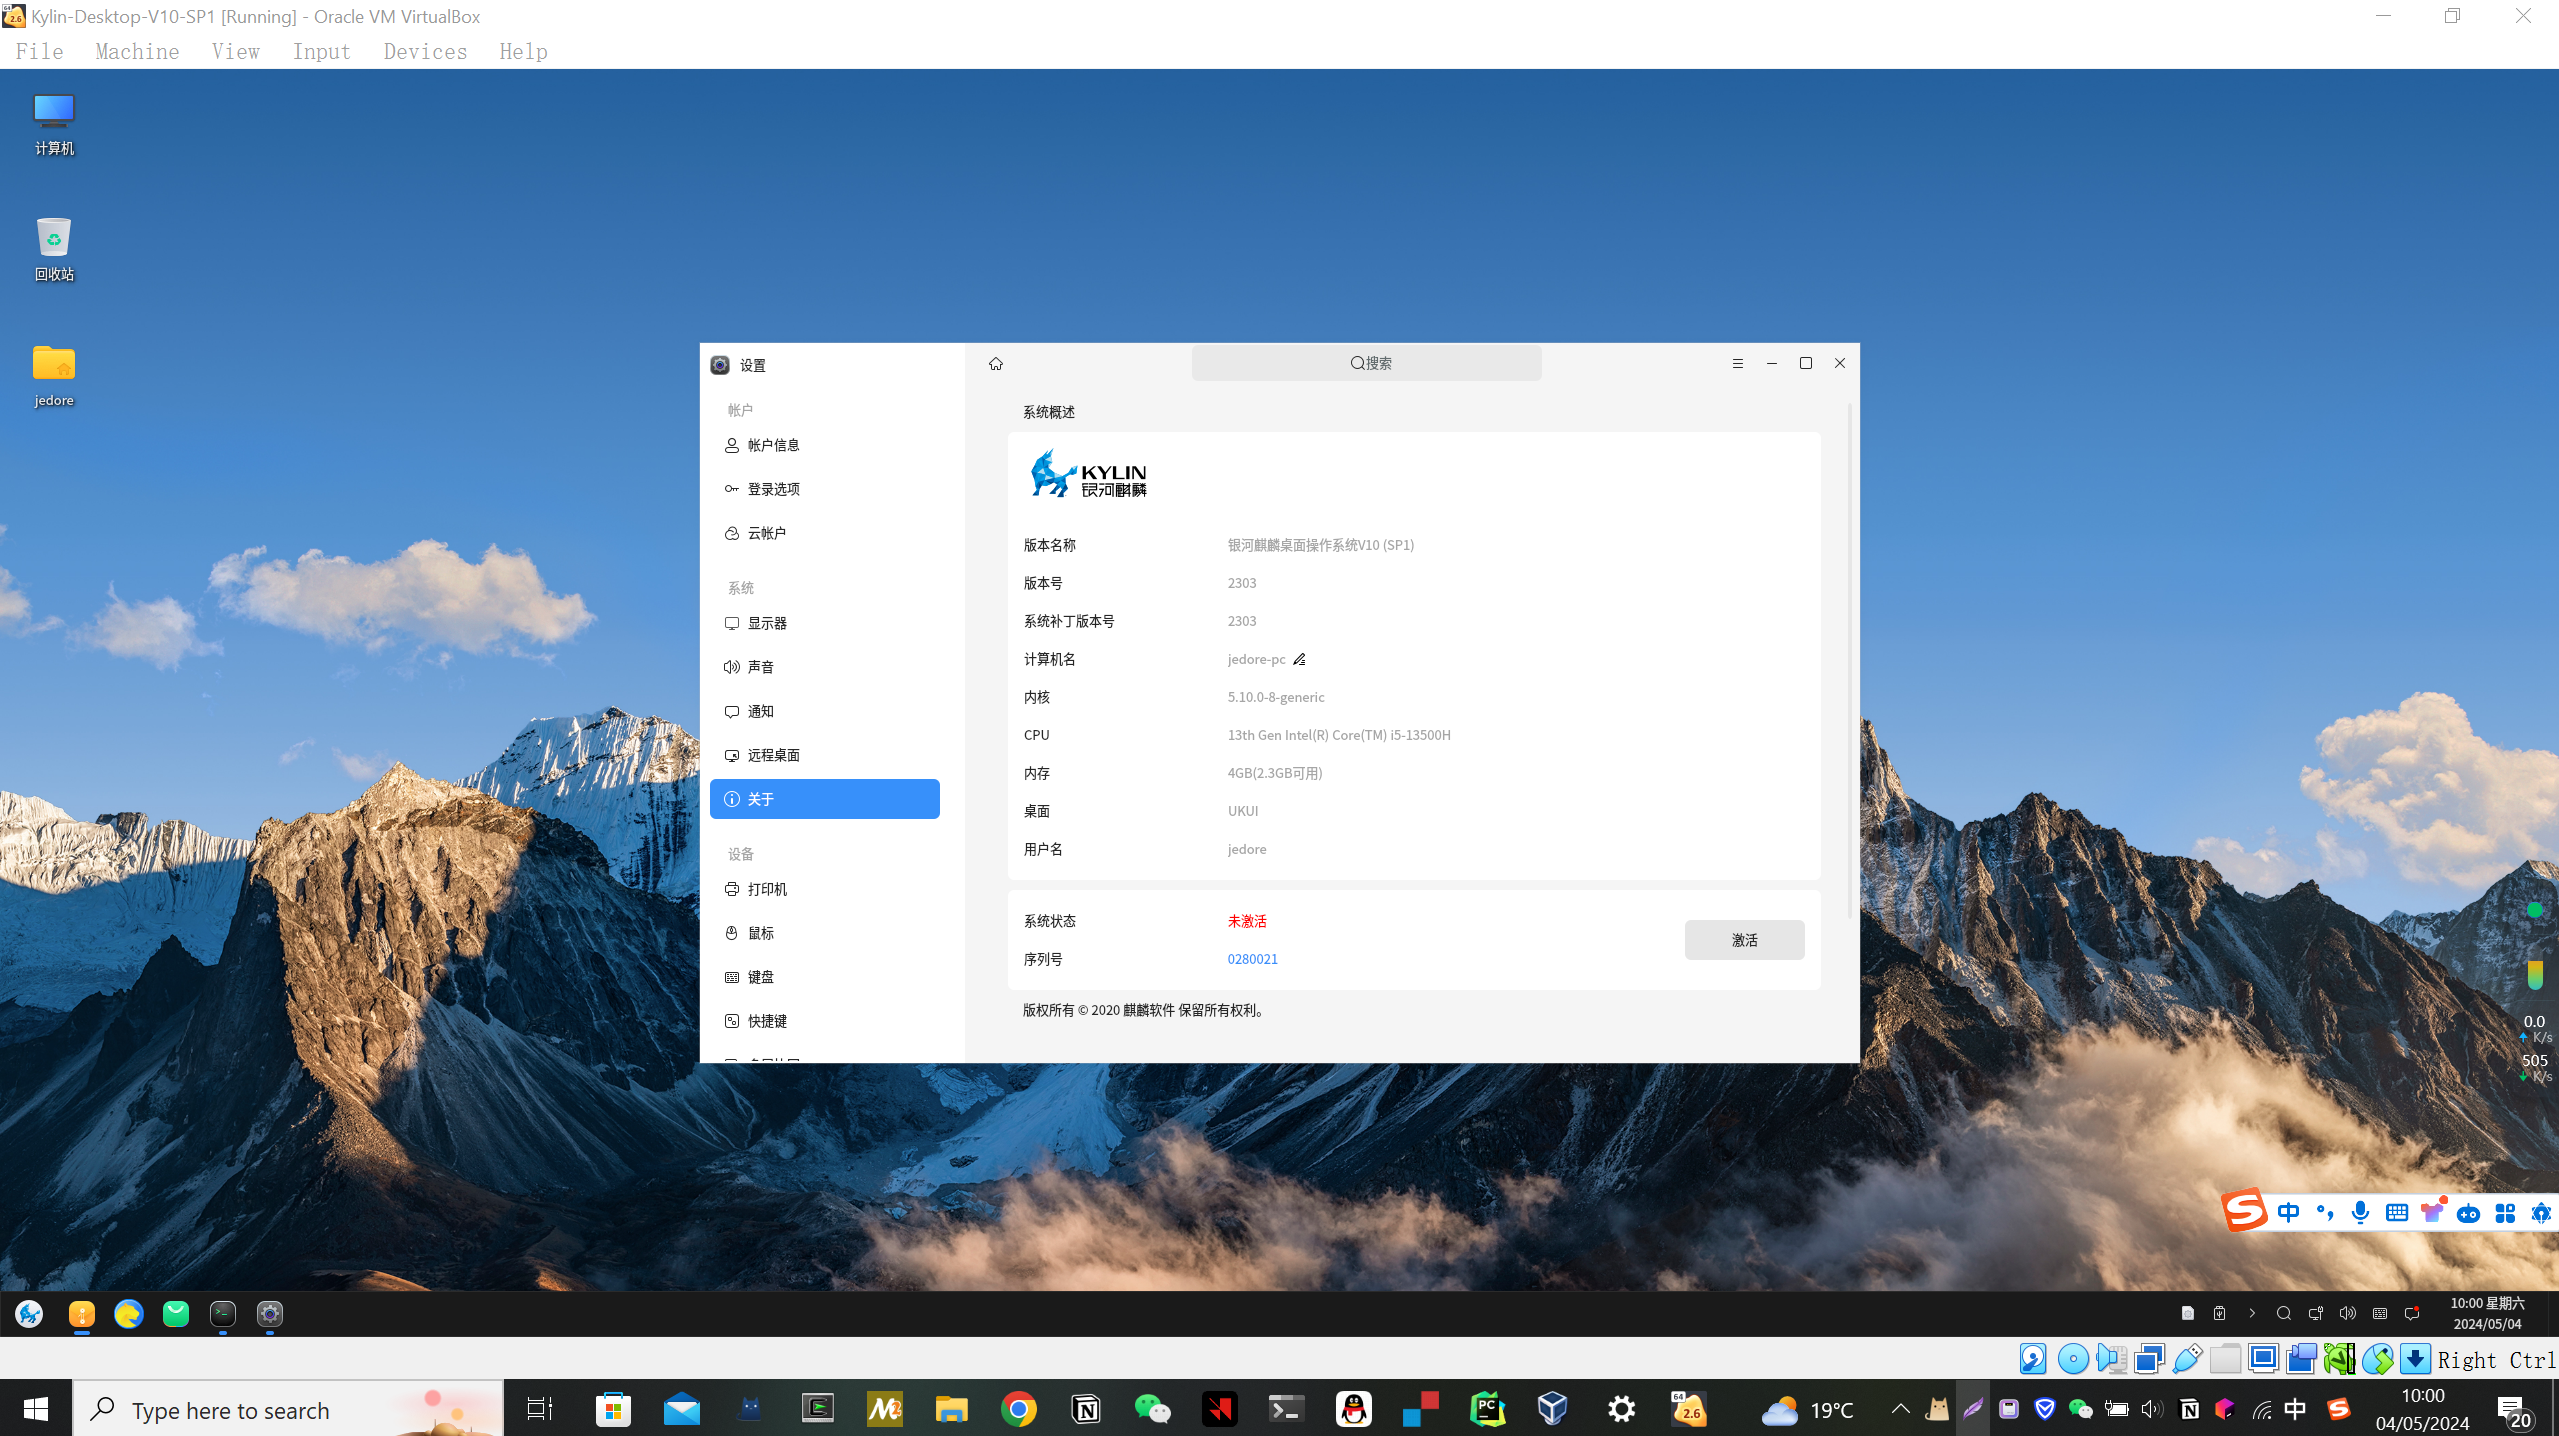 Kylin-Desktop-V10-SP1 [Running] - Oracle VM VirtualBox
File Machine View Input Devices Help
计算机
回收站
jedore
设置
搜索
帐户
帐户信息
登录选项
云帐户
系统
显示器
声音
通知
远程桌面
关于
设备
打印机
鼠标
键盘
快捷键
系统概述
KYLIN
银河麒麟
版本名称 银河麒麟桌面操作系统V10 (SP1)
版本号 2303
系统补丁版本号 2303
计算机名 jedore-pc
内核 5.10.0-8-generic
CPU 13th Gen Intel(R) Core(TM) i5-13500H
内存 4GB(2.3GB可用)
桌面 UKUI
用户名 jedore
系统状态 未激活
激活
序列号 0280021
版权所有 © 2020 麒麟软件 保留所有权利。
0.0
K/s
505
K/s
中
10:00 星期六
2024/05/04
Right Ctrl
Type here to search
PC
64
2.6
19°C
中
10:00
04/05/2024
20